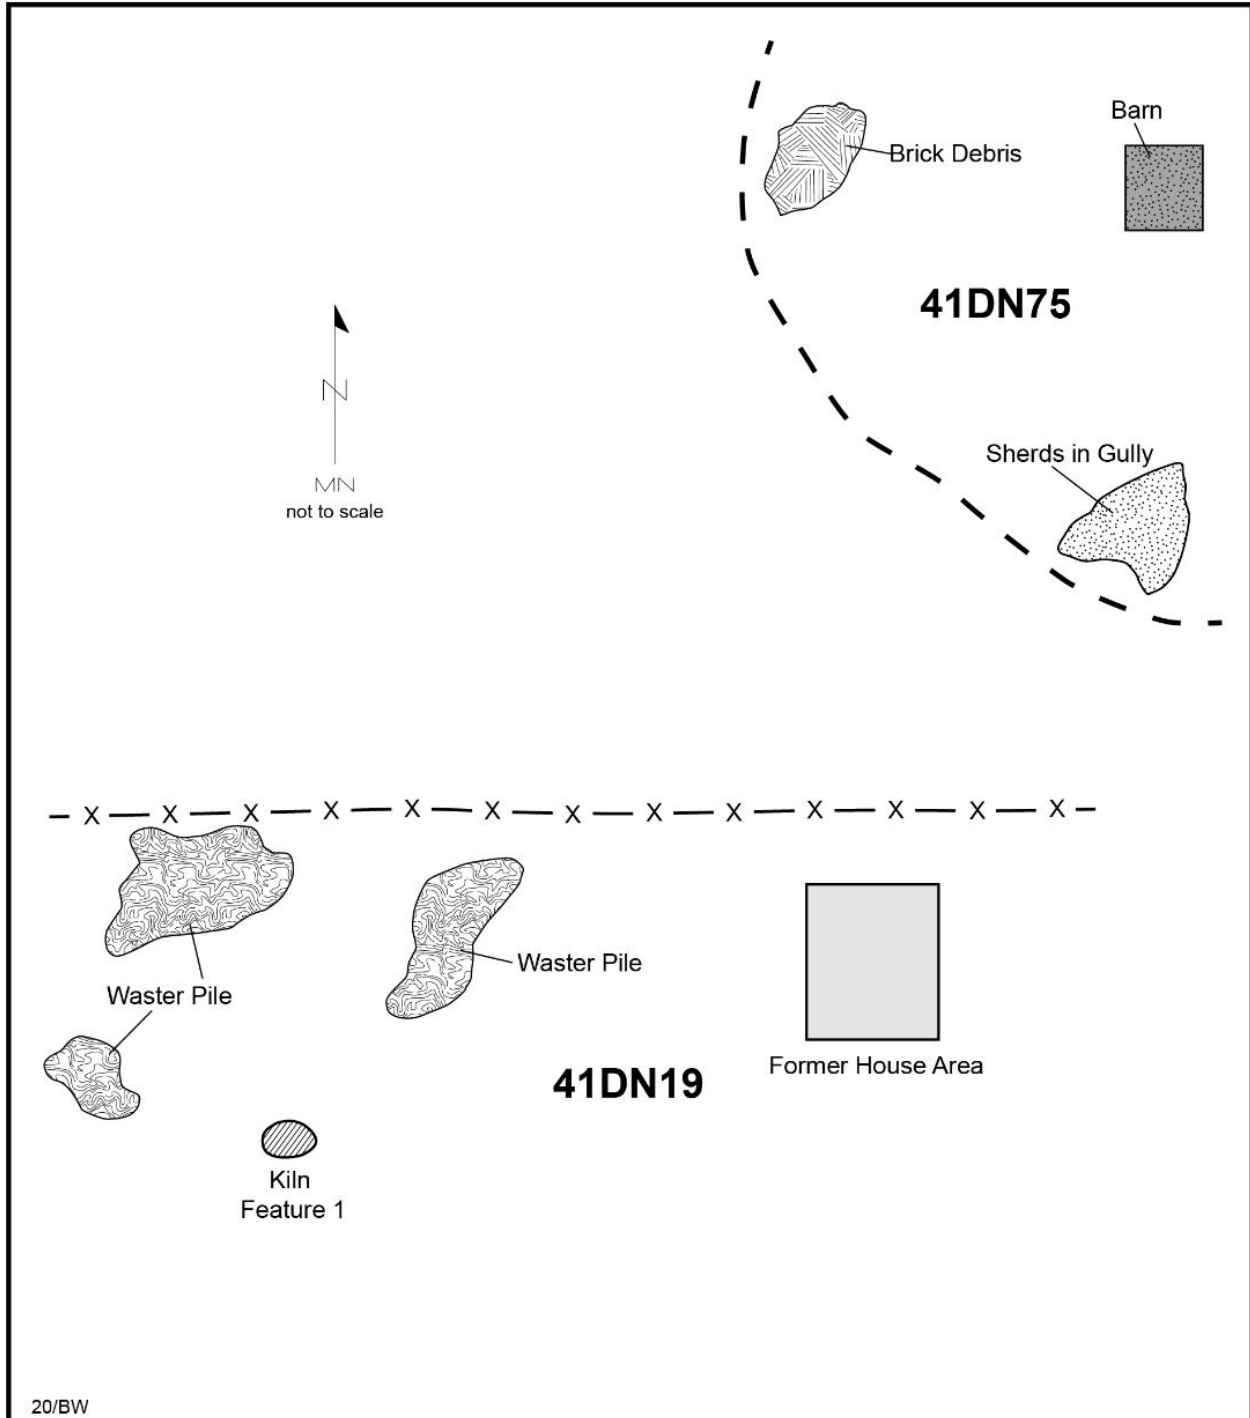 Barn
Brick Debris
41DN75
N
MN
not to scale
Sherds in Gully
X X X X X X X X X X X X X
Waster Pile
Waster Pile
Former House Area
41DN19
Kiln
Feature 1
20/BW